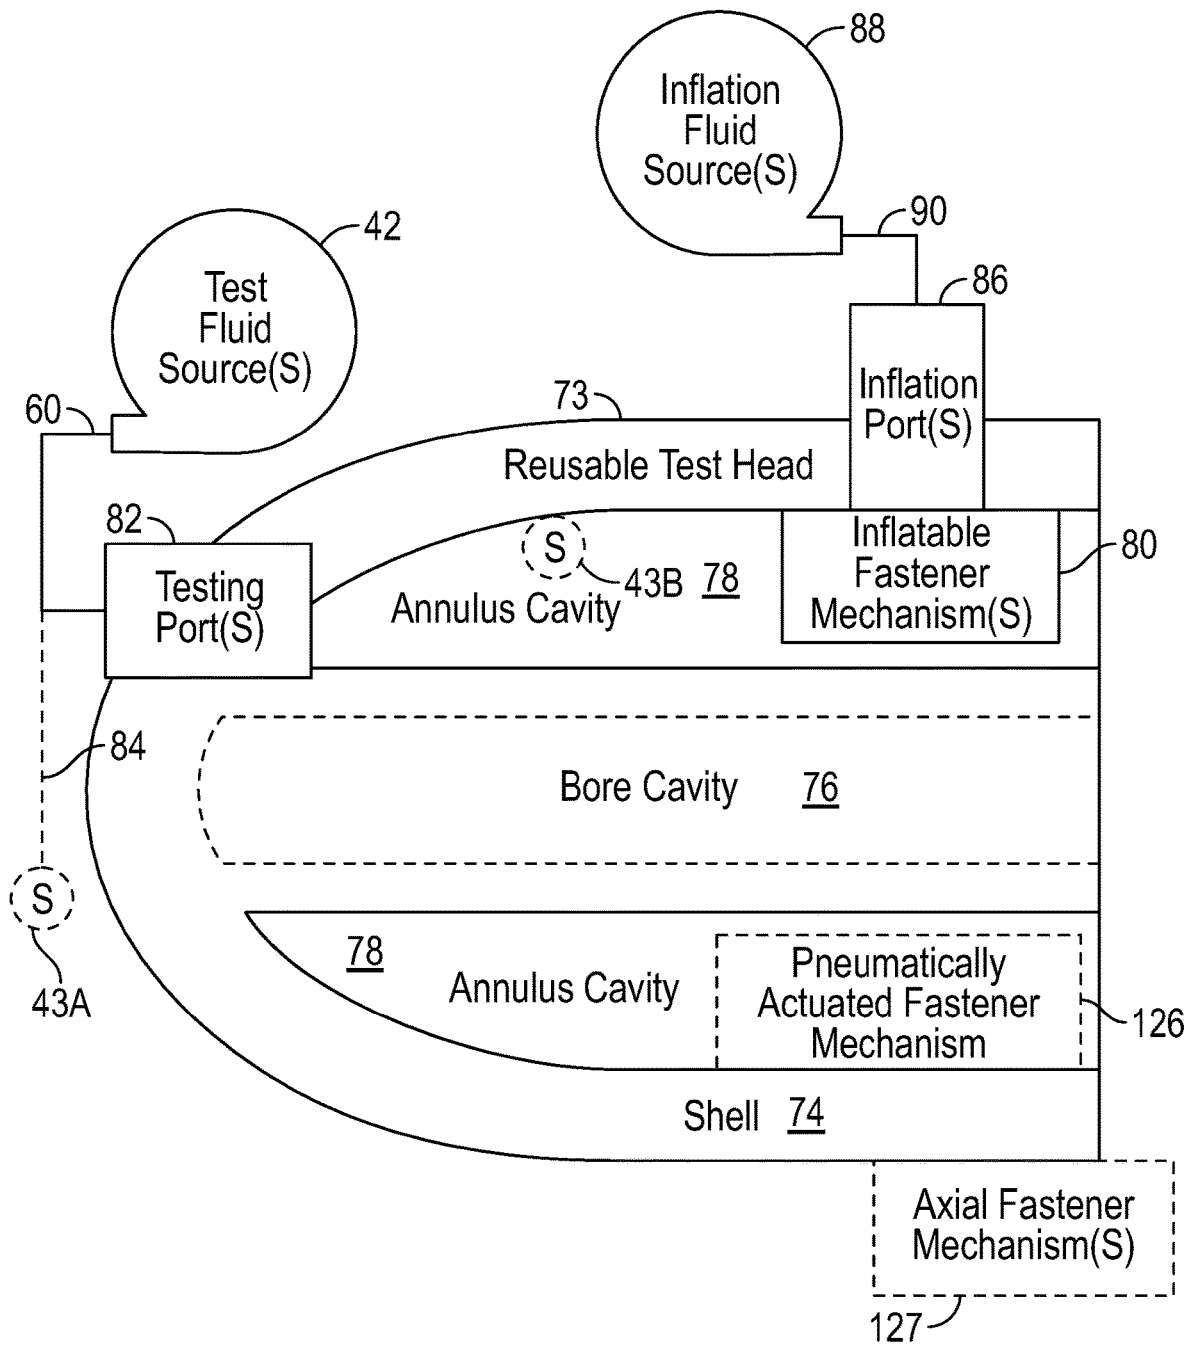 88
Inflation
Fluid
Source(S)
90
42
Test
Fluid
Source(S)
86
60
73
Inflation
Port(S)
Reusable Test Head
82
Testing
Port(S)
S
43B
78
Annulus Cavity
Inflatable
Fastener
Mechanism(S)
80
84
Bore Cavity 76
S
43A
78
Annulus Cavity
Pneumatically
Actuated Fastener
Mechanism
126
Shell 74
Axial Fastener
Mechanism(S)
127